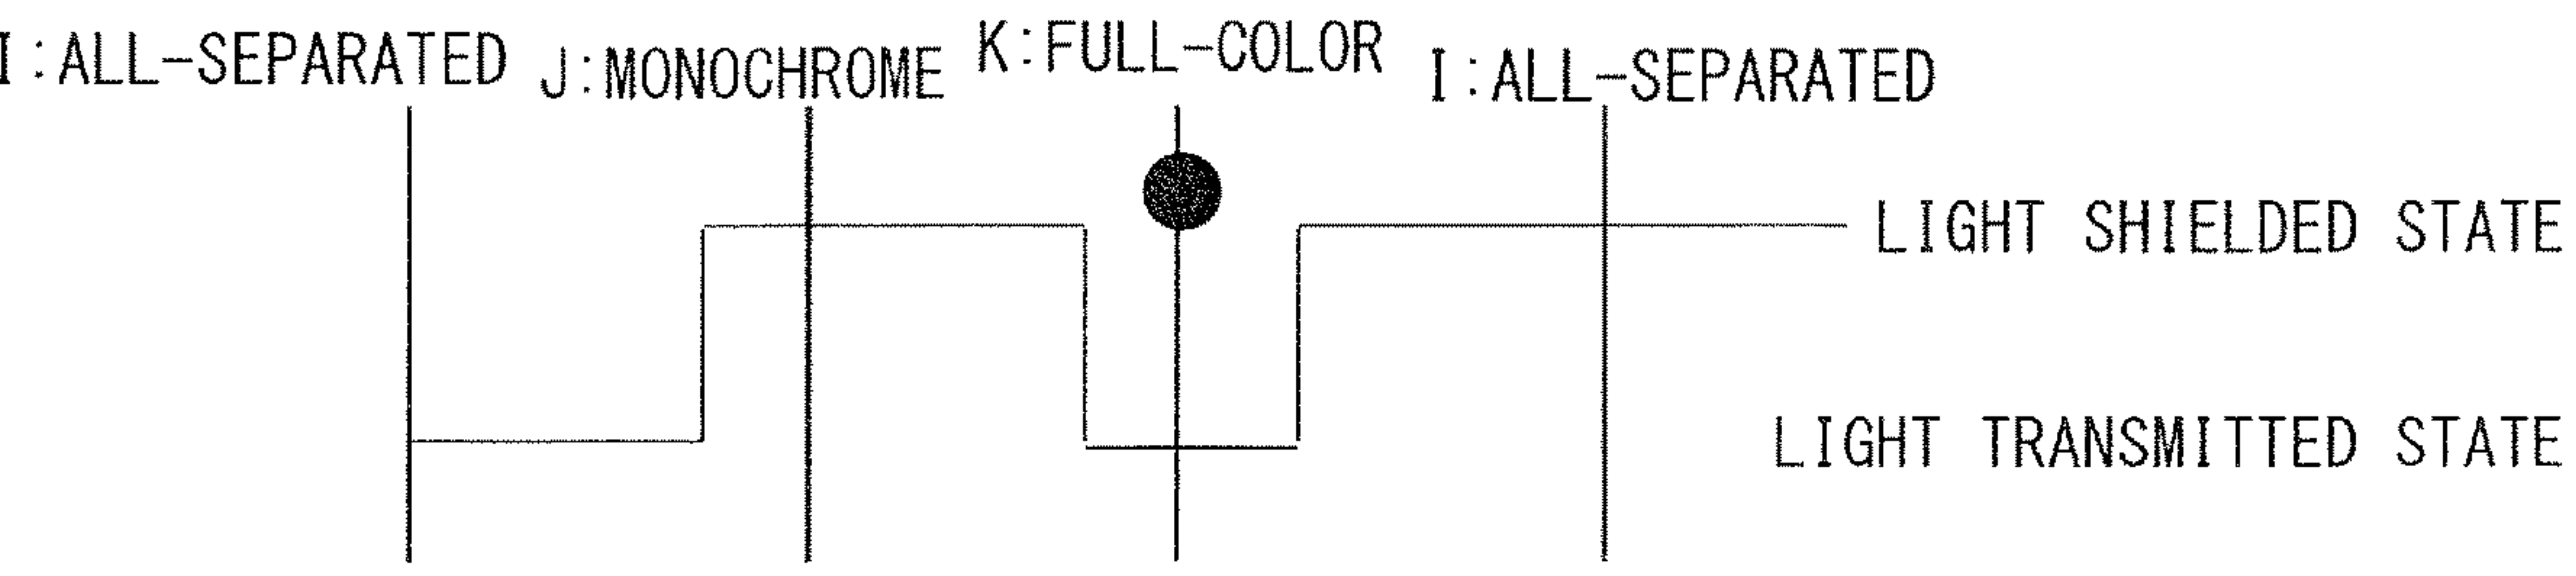 I:ALL-SEPARATED
J:MONOCHROME
K:FULL-COLOR
I:ALL-SEPARATED
LIGHT SHIELDED STATE
LIGHT TRANSMITTED STATE